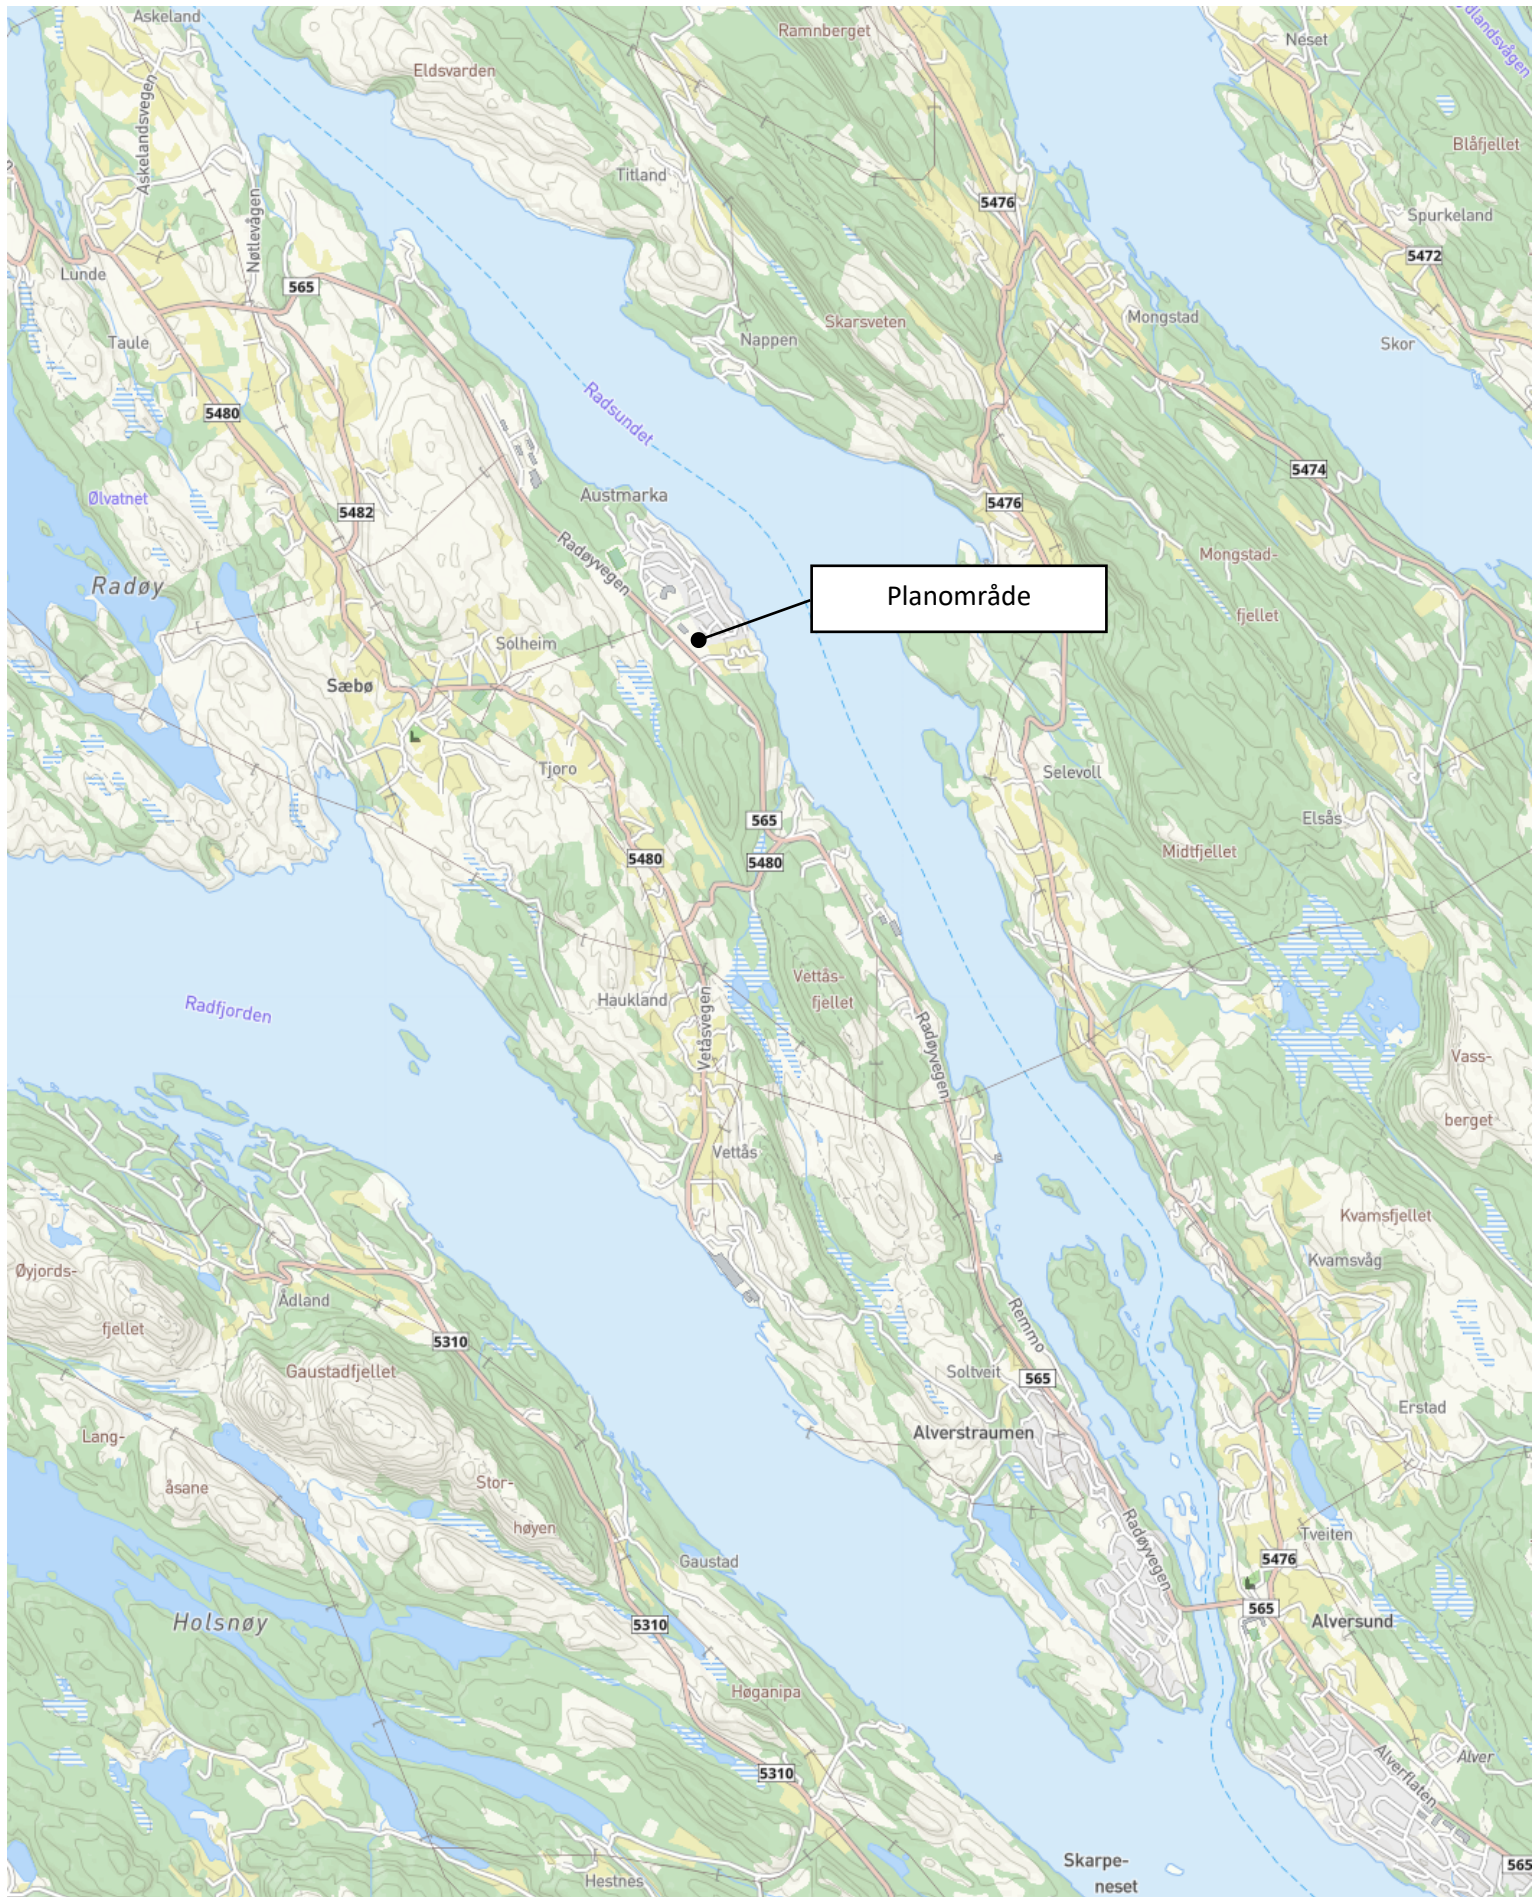 Askeland
Ramnberget
Neset
Eldsvarden
Askelandsvegen
Blåfjellet
Titland
5476
Spurkeland
Nøtlevågen
5472
Lunde
565
Mongstad
Skarsveten
Taule
Nappen
Skor
Radsundet
5480
5474
Ølvatnet
Austmarka
5476
5482
Radøyvegen
Mongstad-
fjellet
Radøy
Planområde
Solheim
Sæbø
Tjoro
Selevoll
565
Elsås
5480
5480
Midtfjellet
Vettås-
fjellet
Haukland
Radfjorden
Vetåsvegen
Radøyvegen
Vass-
berget
Vettås
Kvamsfjellet
Kvamsvåg
Øyjords-
fjellet
Ådland
Remmo
5310
Gaustadfjellet
Soltveit
565
Erstad
Alverstraumen
Lang-
åsane
Stor-
høyen
Radøyvegen
Tveiten
Gaustad
5476
565
Holsnøy
5310
Alversund
Høganipa
Alver
5310
Alverflaten
Skarpe-
neset
565
Hestnes